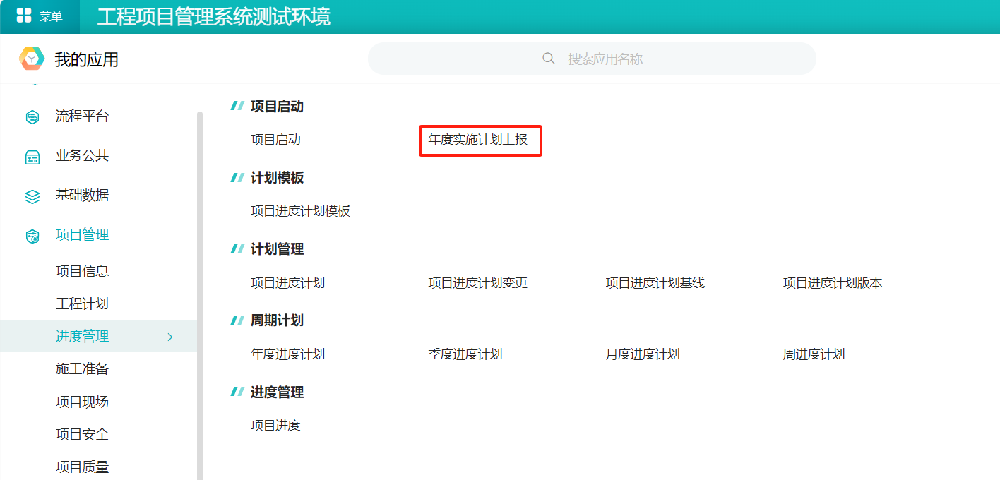 菜单 工程项目管理系统测试环境
我的应用 搜索应用名称
流程平台
业务公共
基础数据
项目管理
项目信息
工程计划
进度管理
施工准备
项目现场
项目安全
项目质量
项目启动
项目启动 年度实施计划上报
计划模板
项目进度计划模板
计划管理
项目进度计划 项目进度计划变更 项目进度计划基线 项目进度计划版本
周期计划
年度进度计划 季度进度计划 月度进度计划 周进度计划
进度管理
项目进度